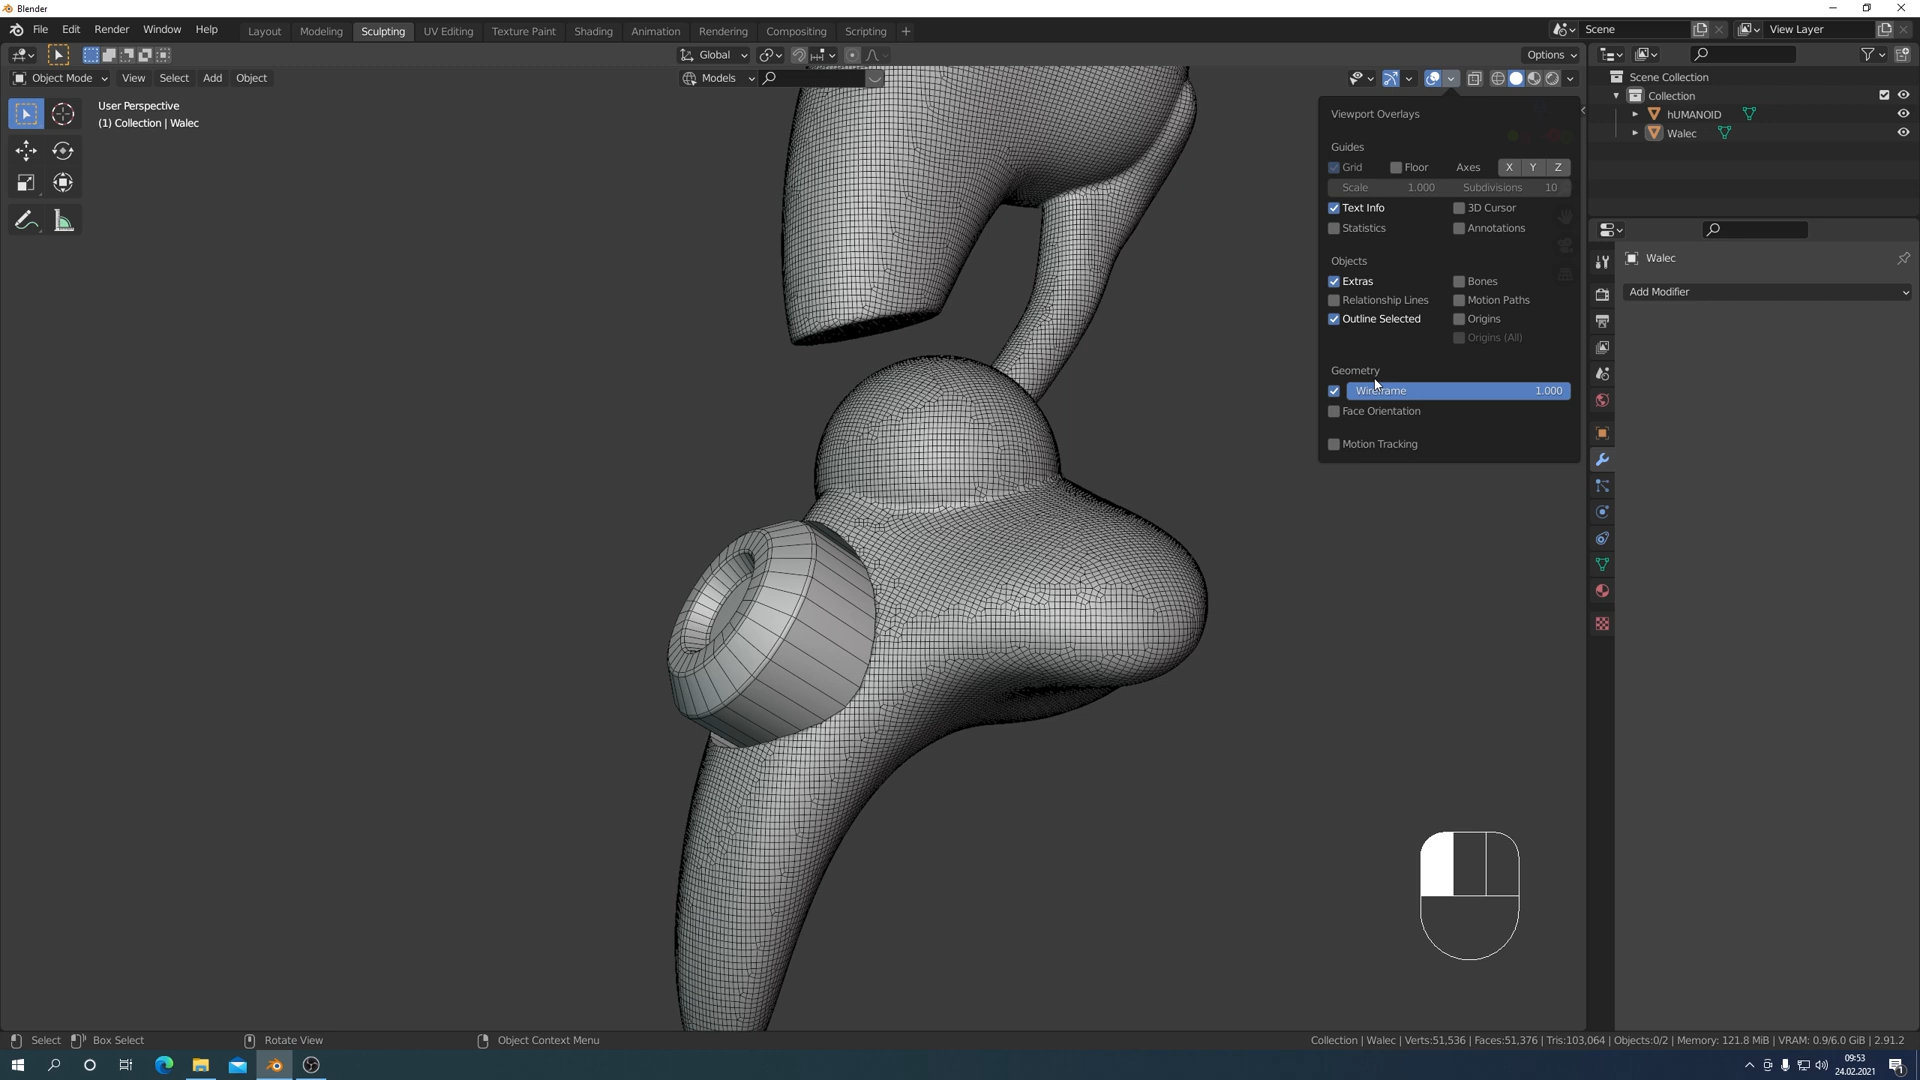 Blender
File Edit Render Window Help Layout Modeling Sculpting UV Editing Texture Paint Shading Animation Rendering Compositing Scripting + Scene View Layer
Global Options
Object Mode View Select Add Object Models
User Perspective
(1) Collection | Walec
Scene Collection
Collection
hUMANOID
Walec
Viewport Overlays
Guides
Grid Floor Axes X Y Z
Scale 1.000 Subdivisions 10
Text Info 3D Cursor
Statistics Annotations
Objects
Extras Bones
Relationship Lines Motion Paths
Outline Selected Origins
Origins (All)
Geometry
Wireframe 1.000
Face Orientation
Motion Tracking
Walec
Add Modifier
Select Box Select Rotate View Object Context Menu Collection | Walec | Verts:51,536 | Faces:51,376 | Tris:103,064 | Objects:0/2 | Memory: 121.8 MiB | VRAM: 0.9/6.0 GiB | 2.91.2
09:53
24.02.2021
1